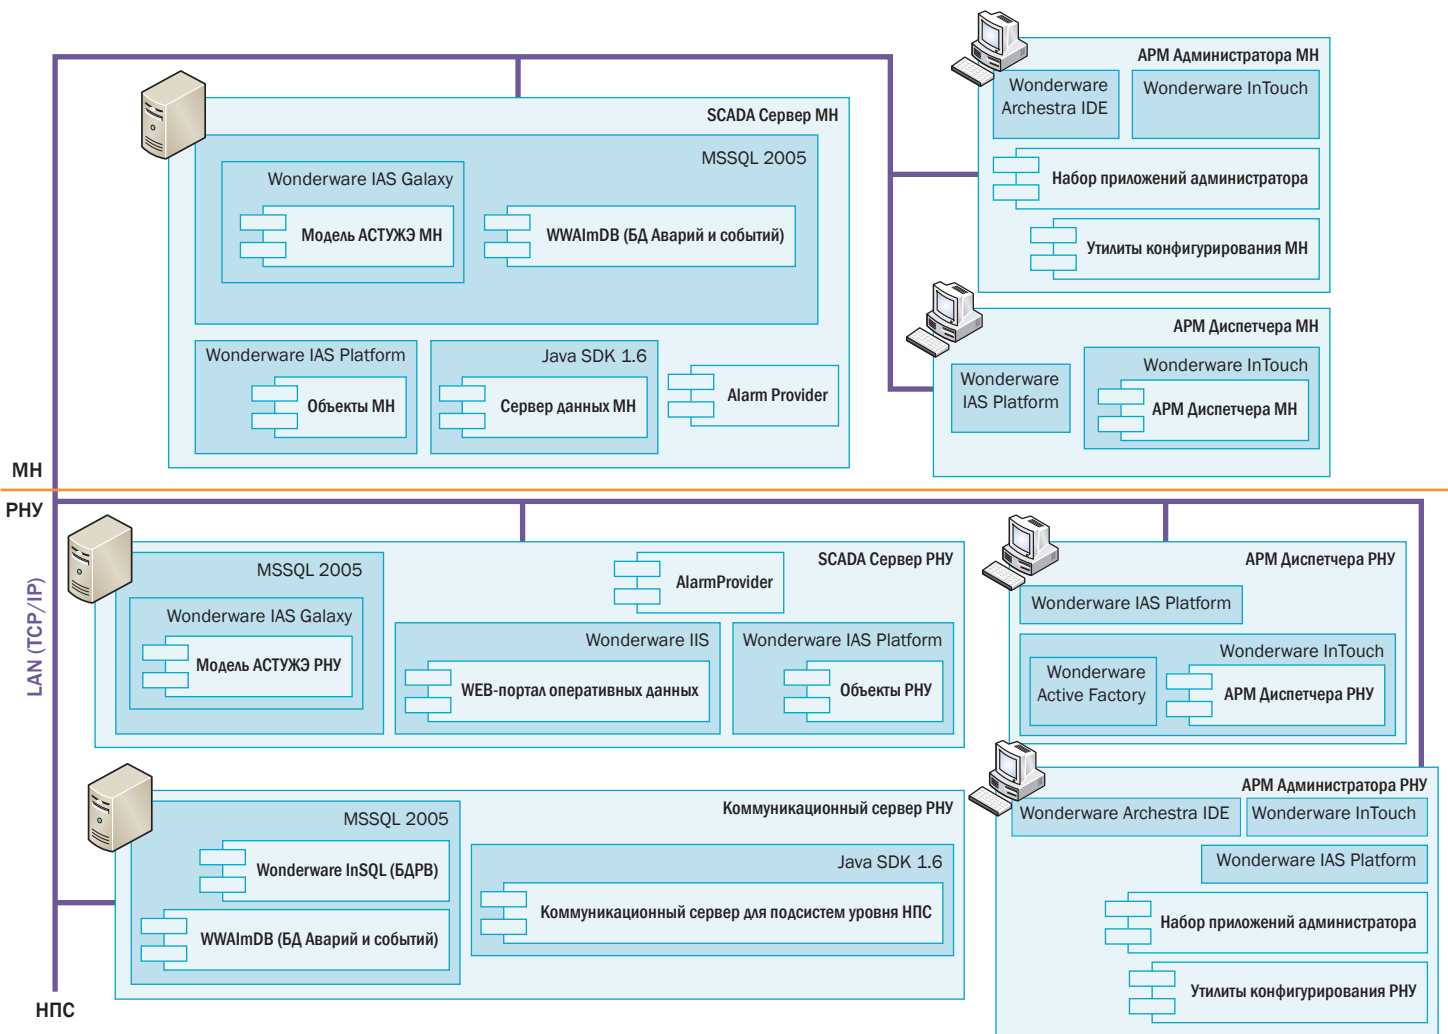 АРМ Администратора МН
Wonderware
Archestra IDE
Wonderware InTouch
Набор приложений администратора
Утилиты конфигурирования МН
SCADA Сервер МН
MSSQL 2005
Wonderware IAS Galaxy
Модель АСТУЖЭ МН
WWAlmDB (БД Аварий и событий)
Wonderware IAS Platform
Объекты МН
Java SDK 1.6
Сервер данных МН
Alarm Provider
АРМ Диспетчера МН
Wonderware
IAS Platform
Wonderware InTouch
АРМ Диспетчера МН
МН
РНУ
LAN (TCP/IP)
SCADA Сервер РНУ
MSSQL 2005
Wonderware IAS Galaxy
Модель АСТУЖЭ РНУ
AlarmProvider
Wonderware IIS
WEB-портал оперативных данных
Wonderware IAS Platform
Объекты РНУ
АРМ Диспетчера РНУ
Wonderware IAS Platform
Wonderware InTouch
Wonderware
Active Factory
АРМ Диспетчера РНУ
Коммуникационный сервер РНУ
MSSQL 2005
Wonderware InSQL (БДРВ)
WWAlmDB (БД Аварий и событий)
Java SDK 1.6
Коммуникационный сервер для подсистем уровня НПС
АРМ Администратора РНУ
Wonderware Archestra IDE
Wonderware InTouch
Wonderware IAS Platform
Набор приложений администратора
Утилиты конфигурирования РНУ
НПС